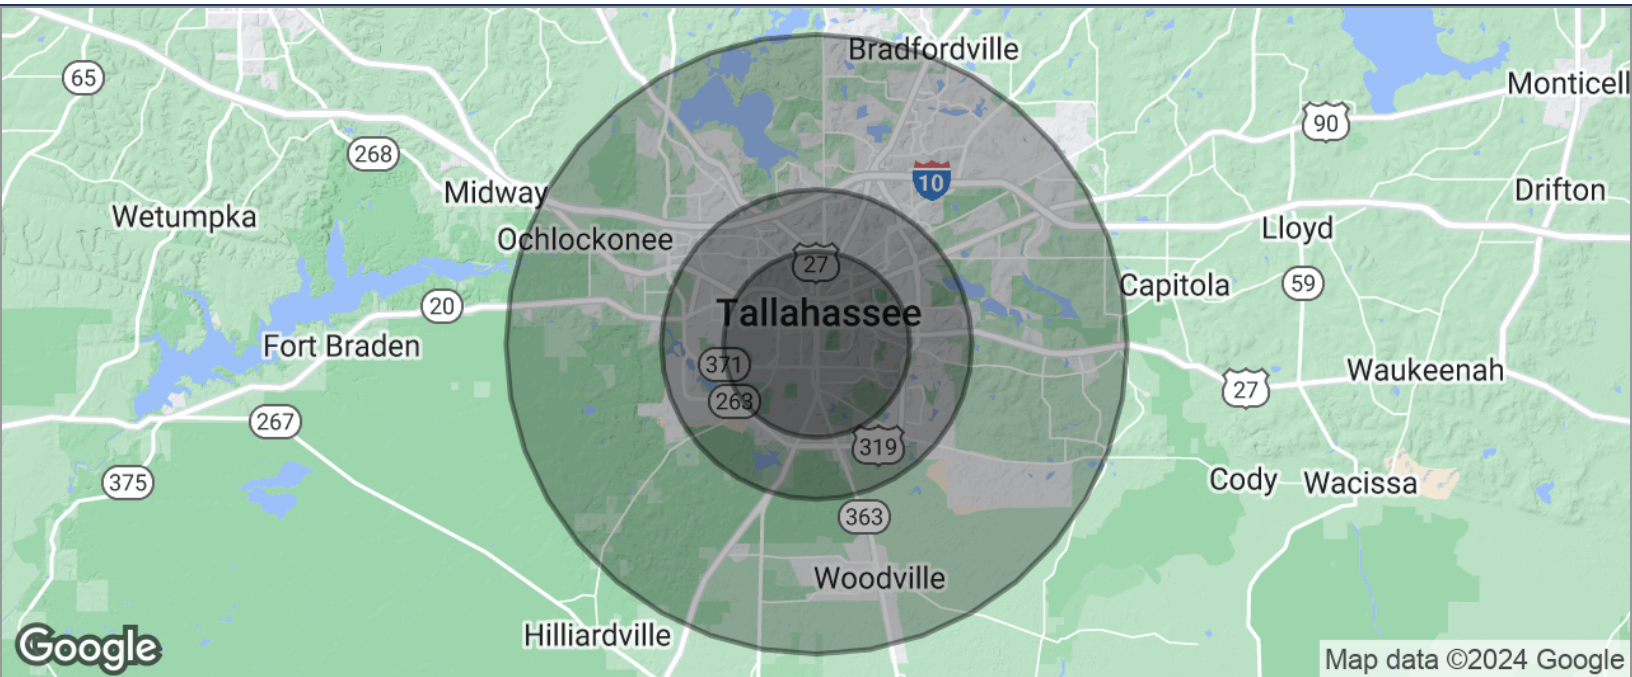 Bradfordville
65
Monticell
90
268
10
Midway
Drifton
Wetumpka
Lloyd
Ochlockonee
27
59
Capitola
20
Tallahassee
Fort Braden
371
Waukeenah
27
263
267
319
Cody
Wacissa
375
363
Woodville
Hilliardville
Google
Map data ©2024 Google